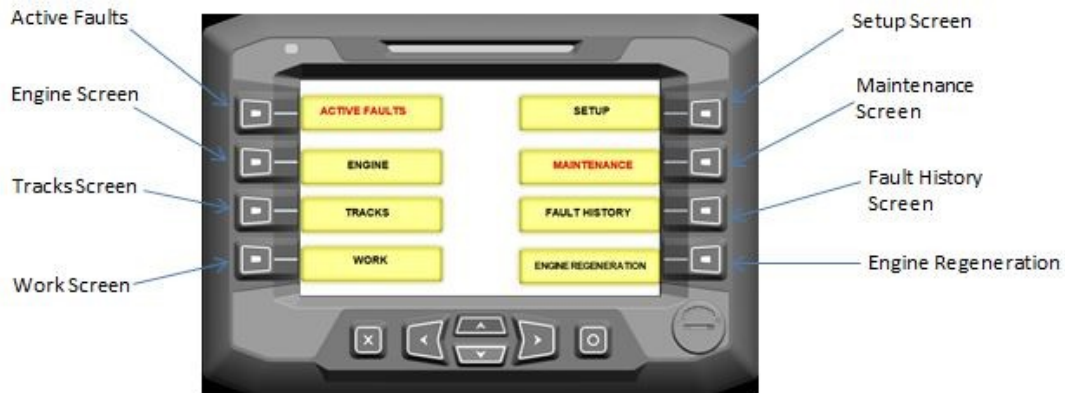 Active Faults
Engine Screen
Tracks Screen
Work Screen
ACTIVE FAULTS
ENGINE
TRACKS
WORK
SETUP
MAINTENANCE
FAULT HISTORY
ENGINE REGENERATION
X
O
Setup Screen
Maintenance
Screen
Fault History
Screen
Engine Regeneration